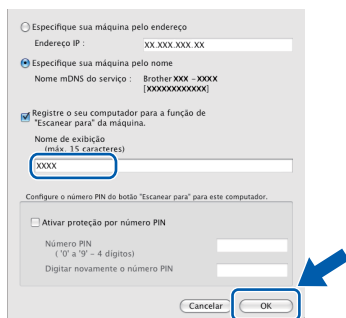 Especifique sua máquina pelo endereço
Endereço IP :
XX.XXX.XXX.XX
Especifique sua máquina pelo nome
Nome mDNS do serviço :
Brother XXX – XXXX
[XXXXXXXXXXXX]
Registre o seu computador para a função de
"Escanear para" da máquina.
Nome de exibição
(máx. 15 caracteres)
XXXX
Configure o número PIN do botão "Escanear para" para este computador.
Ativar proteção por número PIN
Número PIN
( '0' a '9' – 4 dígitos)
Digitar novamente o número PIN
Cancelar
OK